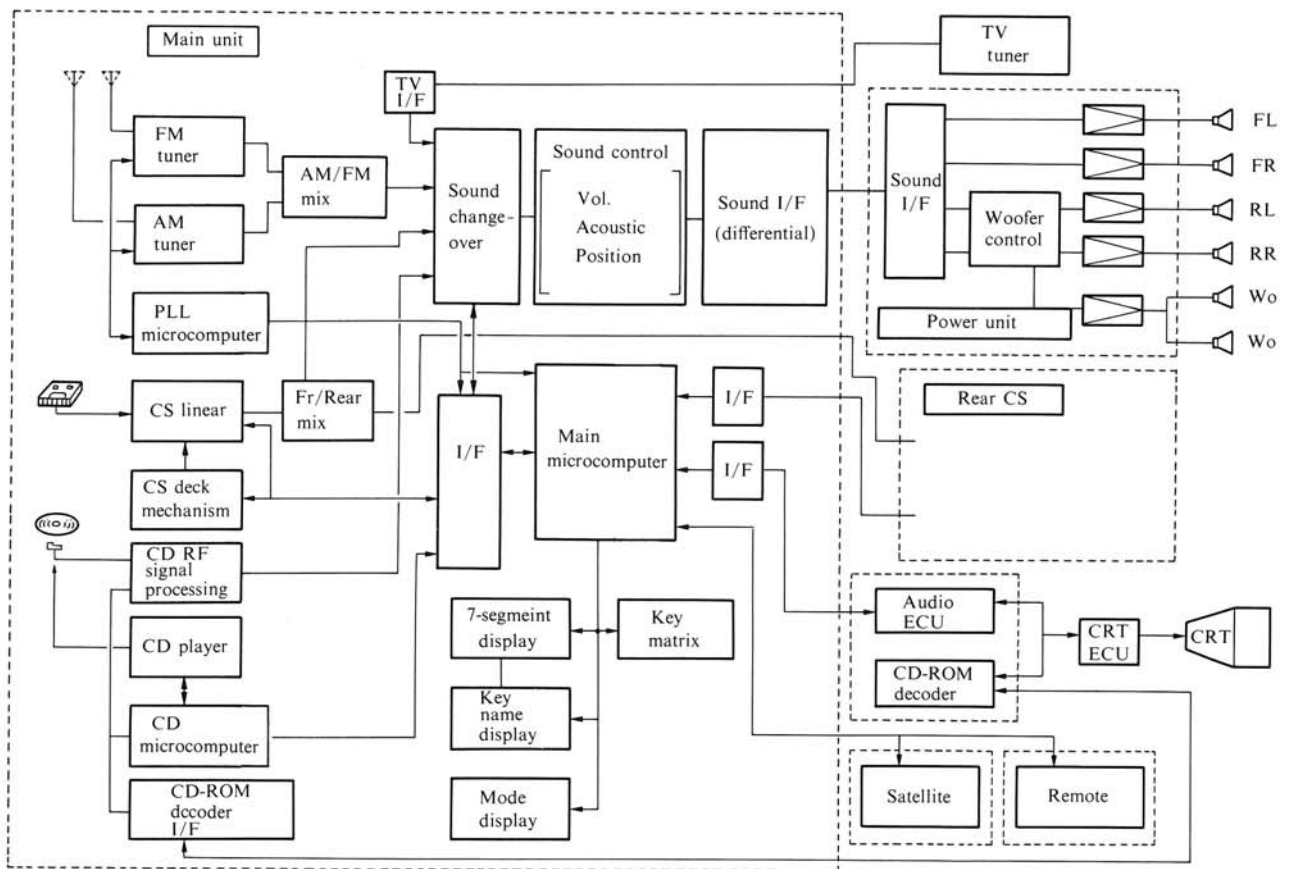 Main unit
TV
tuner
TV
I/F
FM
tuner
AM
tuner
AM/FM
mix
Sound
change-
over
Sound control
Vol.
Acoustic
Position
Sound I/F
(differential)
Sound
I/F
Woofer
control
Power unit
FL
FR
RL
RR
Wo
Wo
PLL
microcomputer
CS linear
Fr/Rear
mix
CS deck
mechanism
I/F
Main
microcomputer
I/F
I/F
Rear CS
CD RF
signal
processing
CD player
CD
microcomputer
CD-ROM
dccoder
I/F
7-segmeint
display
Key
matrix
Key
name
display
Mode
display
Audio
ECU
CD-ROM
decoder
CRT
ECU
CRT
Satellite
Remote